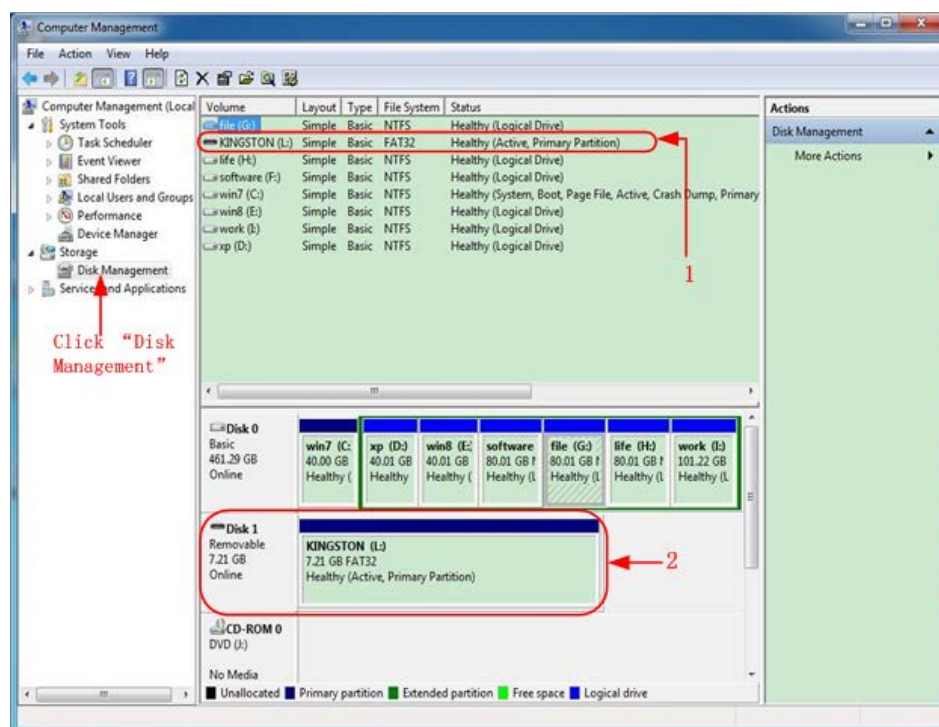 Computer Management
File Action View Help
Computer Management (Local
System Tools
Task Scheduler
Event Viewer
Shared Folders
Local Users and Groups
Performance
Device Manager
Storage
Disk Management
Services and Applications
Click “Disk
Management”
Volume Layout Type File System Status
file (G:) Simple Basic NTFS Healthy (Logical Drive)
KINGSTON (L:) Simple Basic FAT32 Healthy (Active, Primary Partition)
life (H:) Simple Basic NTFS Healthy (Logical Drive)
software (F:) Simple Basic NTFS Healthy (Logical Drive)
win7 (C:) Simple Basic NTFS Healthy (System, Boot, Page File, Active, Crash Dump, Primary
win8 (E:) Simple Basic NTFS Healthy (Logical Drive)
work (I:) Simple Basic NTFS Healthy (Logical Drive)
xp (D:) Simple Basic NTFS Healthy (Logical Drive)
1
Actions
Disk Management
More Actions
Disk 0
Basic
461.29 GB
Online
win7 (C: xp (D:) win8 (E: software file (G:) life (H:) work (I:)
40.00 GB 40.01 GB 40.01 GB 80.01 GB N 80.01 GB N 80.01 GB N 101.22 GB
Healthy ( Healthy Healthy ( Healthy (L Healthy (L Healthy (L Healthy (L
Disk 1
Removable
7.21 GB
Online
KINGSTON (L:)
7.21 GB FAT32
Healthy (Active, Primary Partition)
2
CD-ROM 0
DVD (J:)
No Media
Unallocated Primary partition Extended partition Free space Logical drive